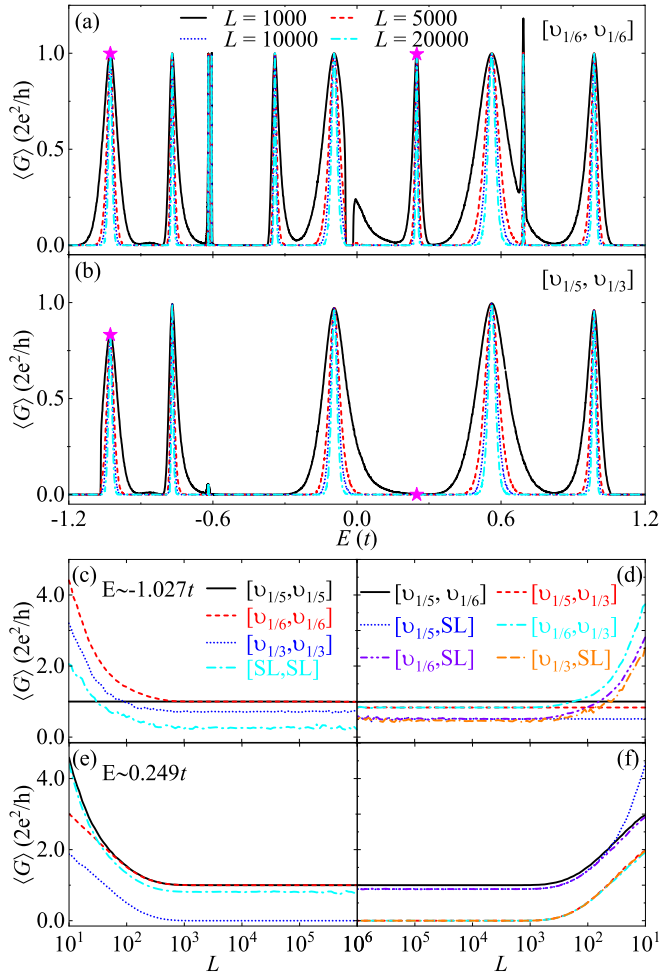 (a)
L = 1000
L = 5000
L = 10000
L = 20000
[υ1/6, υ1/6]
⟨G⟩ (2e²/h)
1.0
0.5
0.0
(b)
[υ1/5, υ1/3]
⟨G⟩ (2e²/h)
1.0
0.5
0.0
-1.2 -0.6 0.0 0.6 1.2
E (t)
(c)
E~-1.027t
[υ1/5,υ1/5]
[υ1/6,υ1/6]
[υ1/3,υ1/3]
[SL,SL]
⟨G⟩ (2e²/h)
4.0
2.0
0.0
(d)
[υ1/5, υ1/6]
[υ1/5,υ1/3]
[υ1/5,SL]
[υ1/6,υ1/3]
[υ1/6,SL]
[υ1/3,SL]
(e)
E~0.249t
(f)
⟨G⟩ (2e²/h)
4.0
2.0
0.0
10¹ 10² 10³ 10⁴ 10⁵ 10⁶ 10⁵ 10⁴ 10³ 10² 10¹
L L